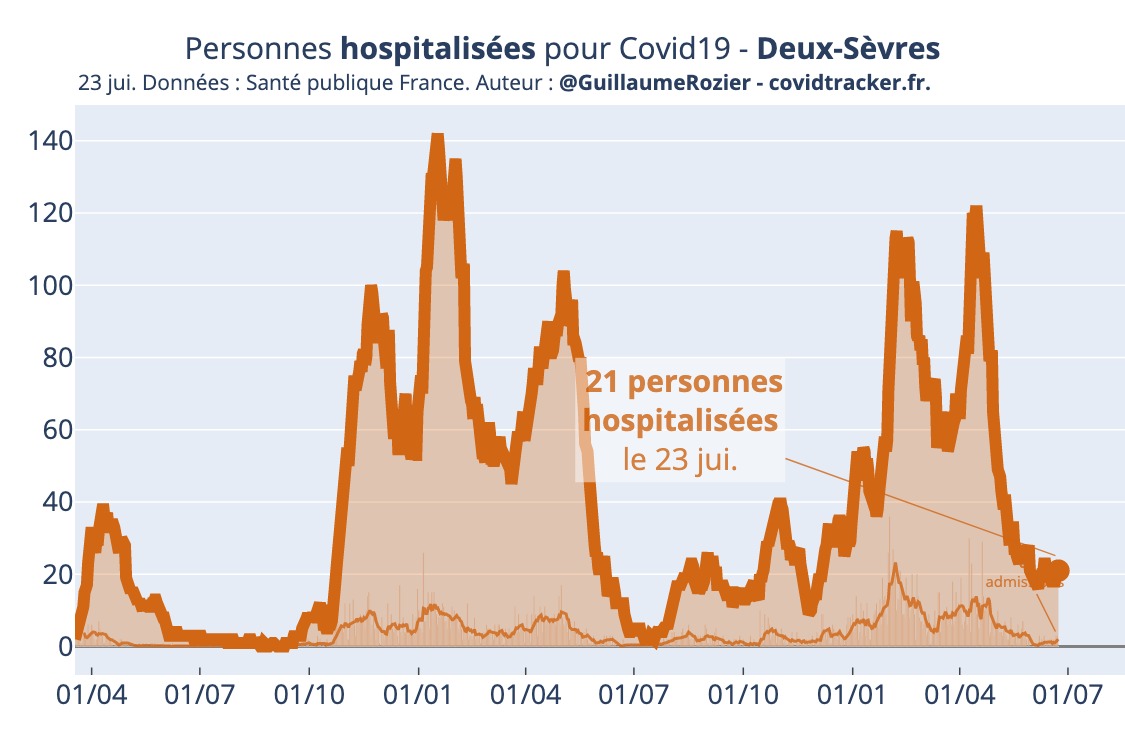 Personnes hospitalisées pour Covid19 - Deux-Sèvres
23 jui. Données : Santé publique France. Auteur : @GuillaumeRozier - covidtracker.fr.
140
120
100
80
60
40
20
0
21 personnes
hospitalisées
le 23 jui.
01/04 01/07 01/10 01/01 01/04 01/07 01/10 01/01 01/04 01/07